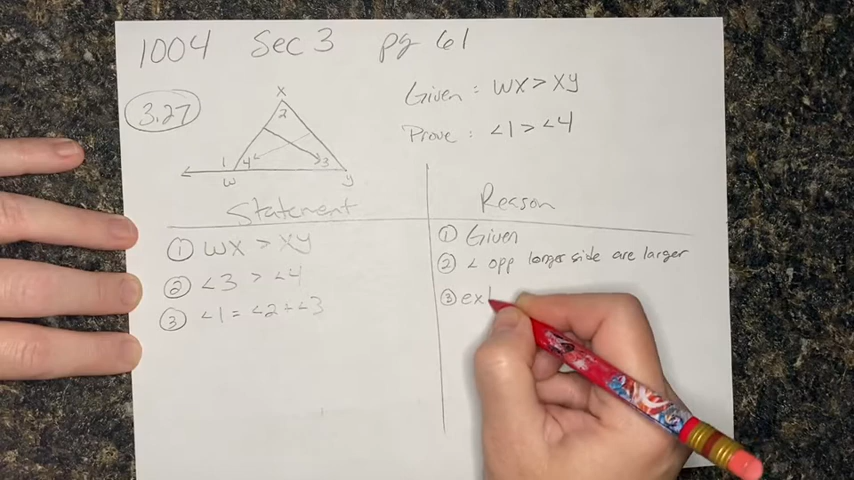 1004 Sec 3 pg 61
3.27
Given : WX > XY
Prove : ∠1 > ∠4
X
2
1 4 3
W Y
Statement Reason
① WX > XY ① Given
② ∠3 > ∠4 ② ∠ opp longer side are larger
③ ∠1 = ∠2 + ∠3 ③ ext